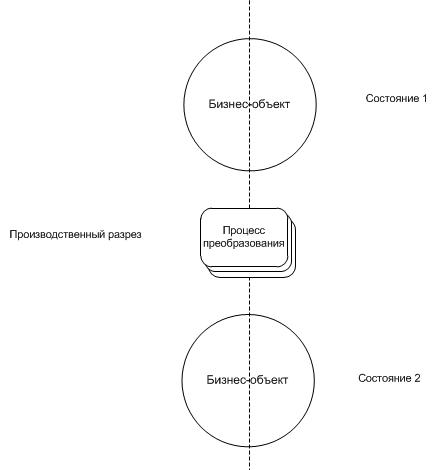 Бизнес-объект
Состояние 1
Производственный разрез
Процесс
преобразования
Бизнес-объект
Состояние 2